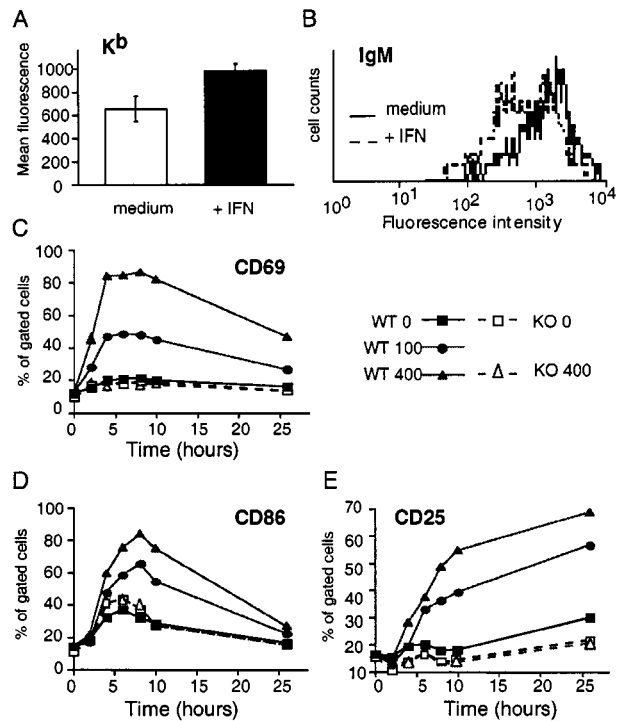 A
K^b
Mean fluorescence
1000
800
600
400
200
0
medium
+ IFN
B
IgM
cell counts
medium
+ IFN
10^0
10^1
10^2
10^3
10^4
Fluorescence intensity
C
CD69
% of gated cells
100
80
60
40
20
0
0
5
10
15
20
25
Time (hours)
WT 0
KO 0
WT 100
WT 400
KO 400
D
CD86
% of gated cells
100
80
60
40
20
0
0
5
10
15
20
25
Time (hours)
E
CD25
% of gated cells
70
60
50
40
30
20
10
0
5
10
15
20
25
Time (hours)